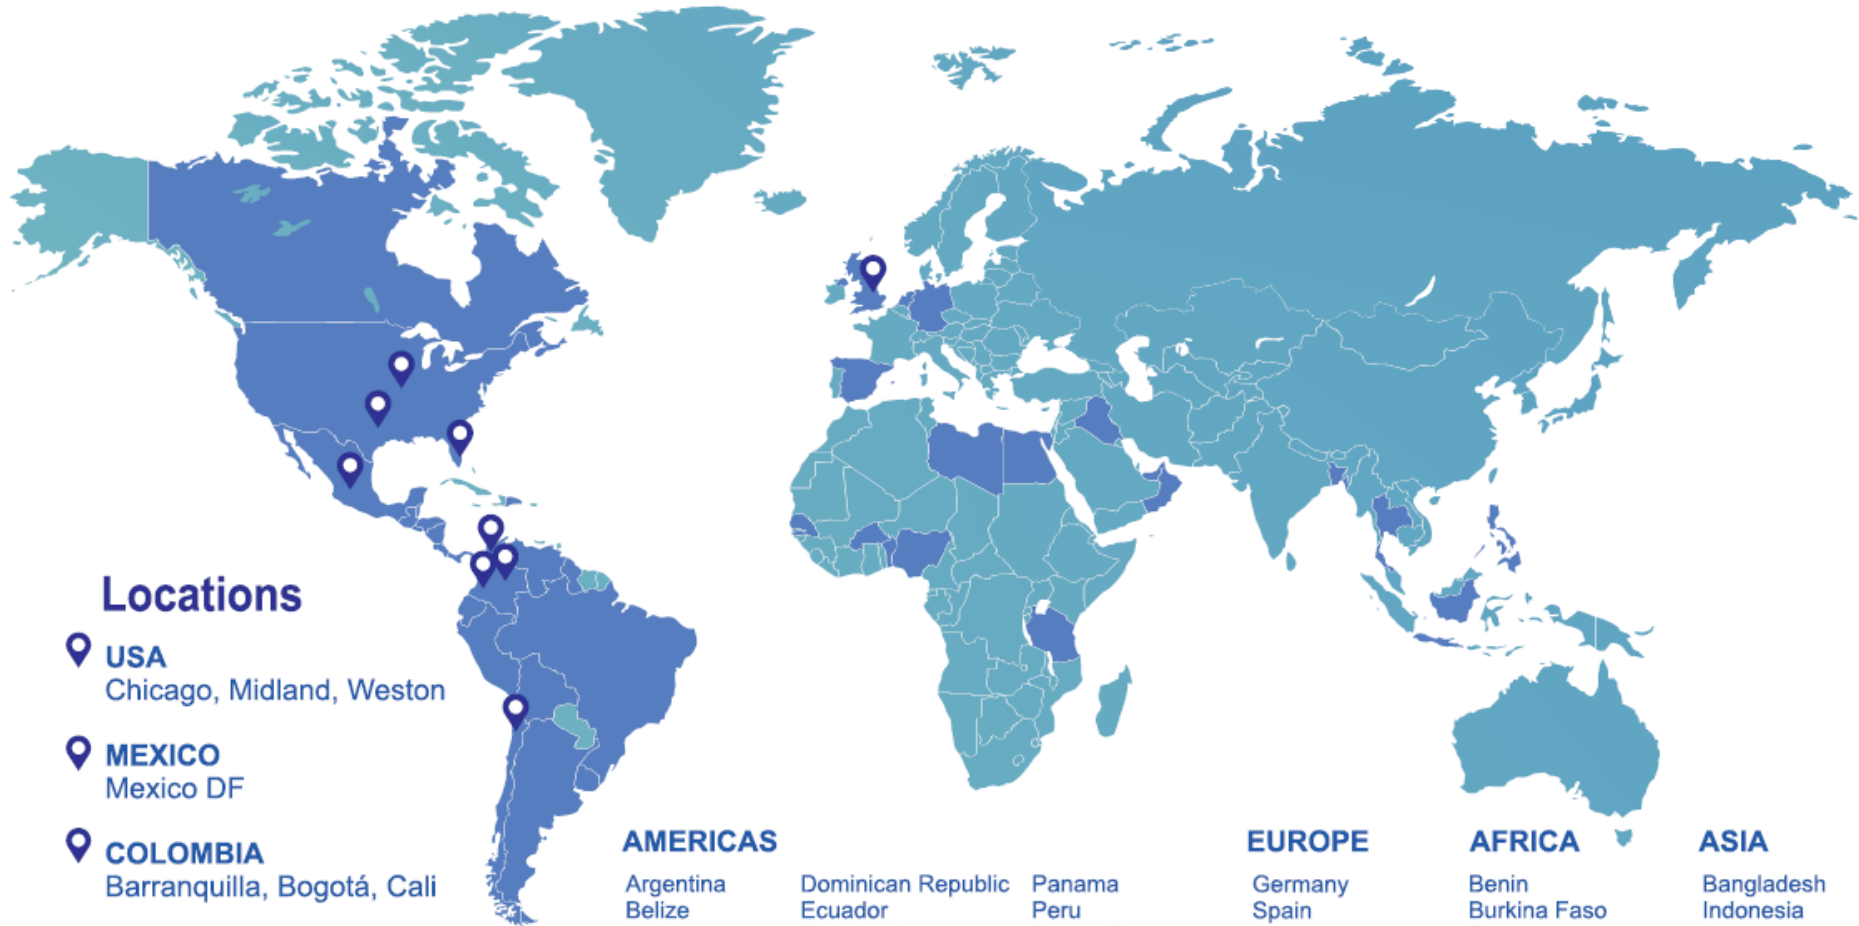 Locations
USA
Chicago, Midland, Weston
MEXICO
Mexico DF
COLOMBIA
Barranquilla, Bogotá, Cali
AMERICAS
Argentina
Belize
Dominican Republic
Ecuador
Panama
Peru
EUROPE
Germany
Spain
AFRICA
Benin
Burkina Faso
ASIA
Bangladesh
Indonesia